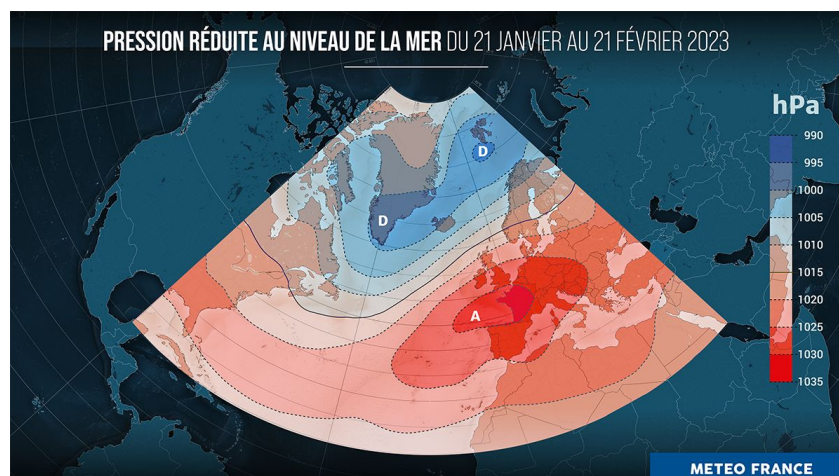 PRESSION RÉDUITE AU NIVEAU DE LA MER DU 21 JANVIER AU 21 FÉVRIER 2023
hPa
990
995
1000
1005
1010
1015
1020
1025
1030
1035
D
D
A
METEO FRANCE